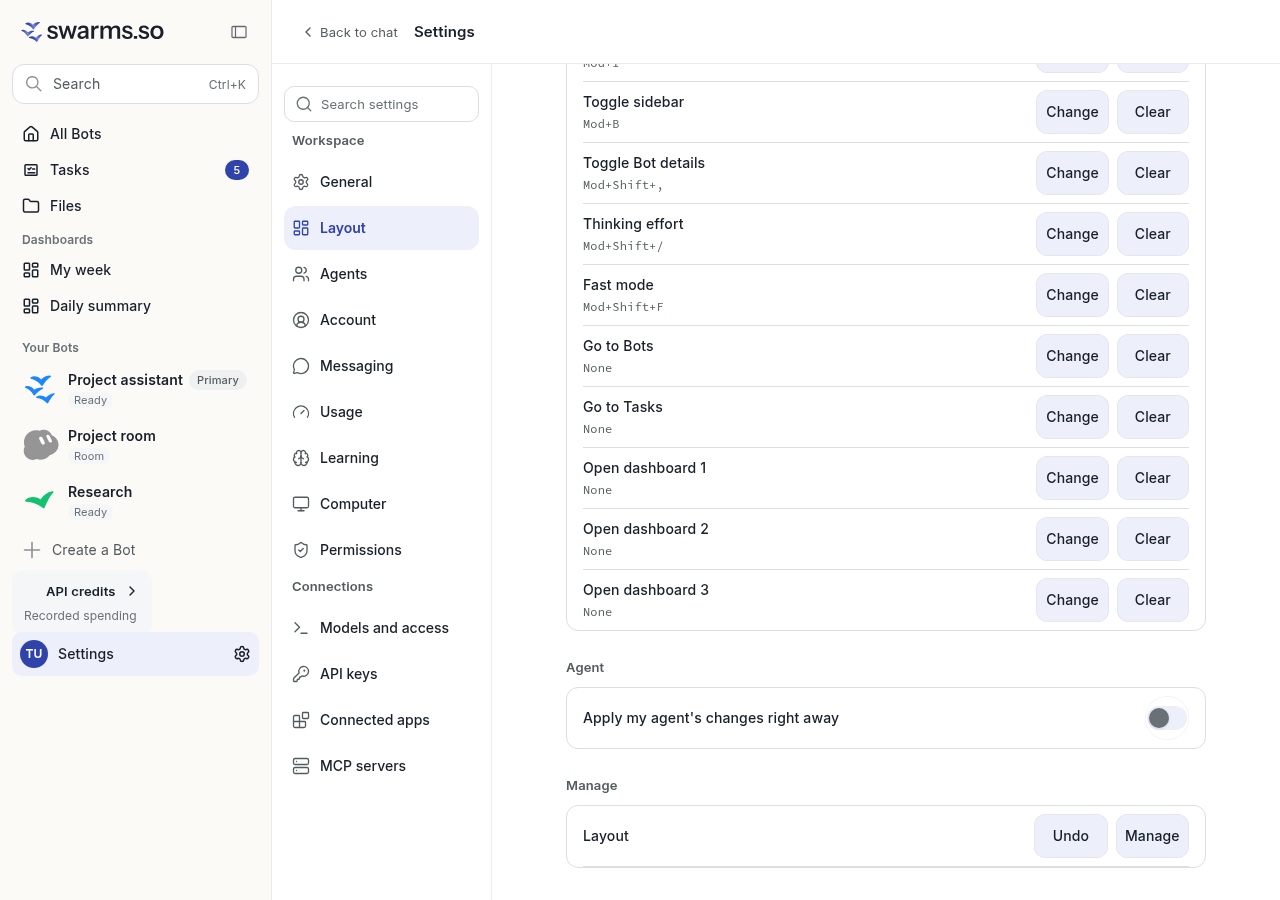 swarms.so
Search
Ctrl+K
All Bots
Tasks
5
Files
Dashboards
My week
Daily summary
Your Bots
Project assistant
Primary
Ready
Project room
Room
Research
Ready
Create a Bot
API credits
Recorded spending
TU
Settings
Back to chat
Settings
Search settings
Workspace
General
Layout
Agents
Account
Messaging
Usage
Learning
Computer
Permissions
Connections
Models and access
API keys
Connected apps
MCP servers
Toggle sidebar
Mod+B
Change
Clear
Toggle Bot details
Mod+Shift+,
Change
Clear
Thinking effort
Mod+Shift+/
Change
Clear
Fast mode
Mod+Shift+F
Change
Clear
Go to Bots
None
Change
Clear
Go to Tasks
None
Change
Clear
Open dashboard 1
None
Change
Clear
Open dashboard 2
None
Change
Clear
Open dashboard 3
None
Change
Clear
Agent
Apply my agent's changes right away
Manage
Layout
Undo
Manage